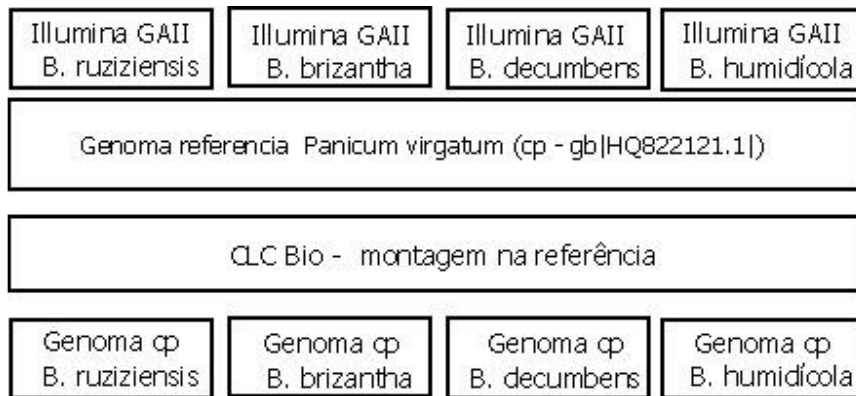 Illumina GAII
B. ruziziensis
Illumina GAII
B. brizantha
Illumina GAII
B. decumbens
Illumina GAII
B. humidícola
Genoma referencia Panicum virgatum (cp - gb|HQ822121.1|)
CLC Bio - montagem na referência
Genoma cp
B. ruziziensis
Genoma cp
B. brizantha
Genoma cp
B. decumbens
Genoma cp
B. humidícola